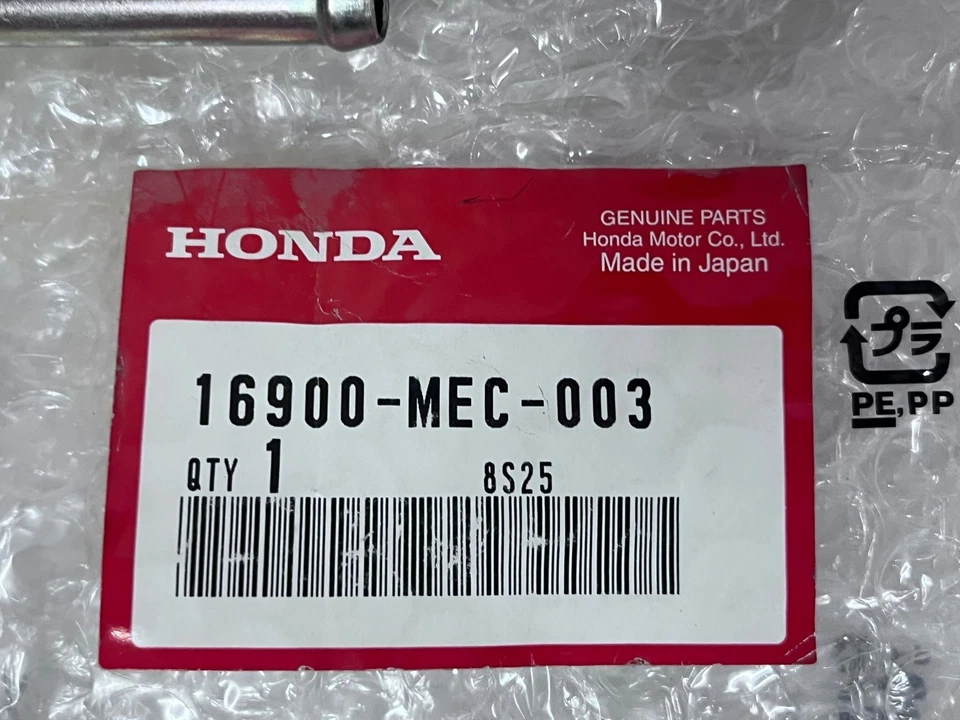 HONDA
GENUINE PARTS
Honda Motor Co., Ltd.
Made in Japan
16900-MEC-003
QTY 1 8S25
プラ
PE,PP